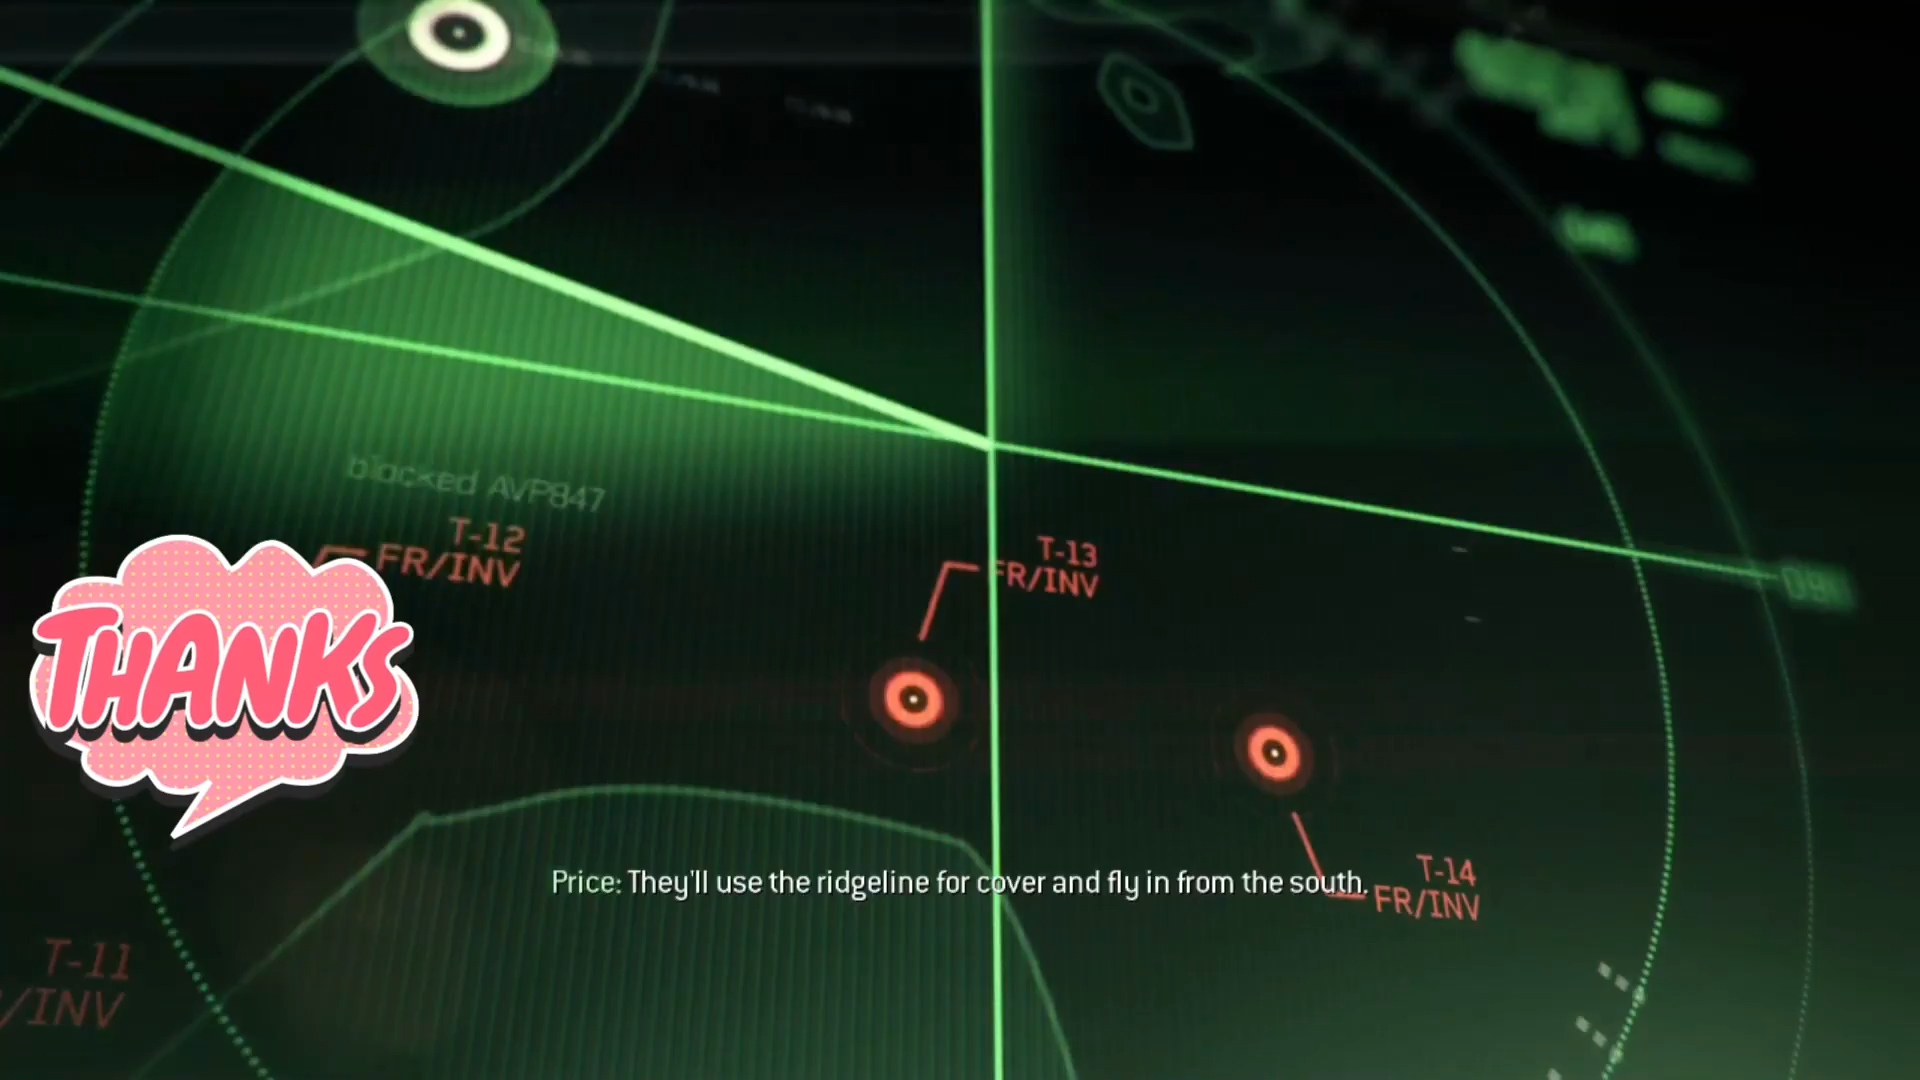 blocked AVP847
T-12
FR/INV
T-13
FR/INV
THANKS
T-14
FR/INV
Price: They'll use the ridgeline for cover and fly in from the south.
T-11
/INV